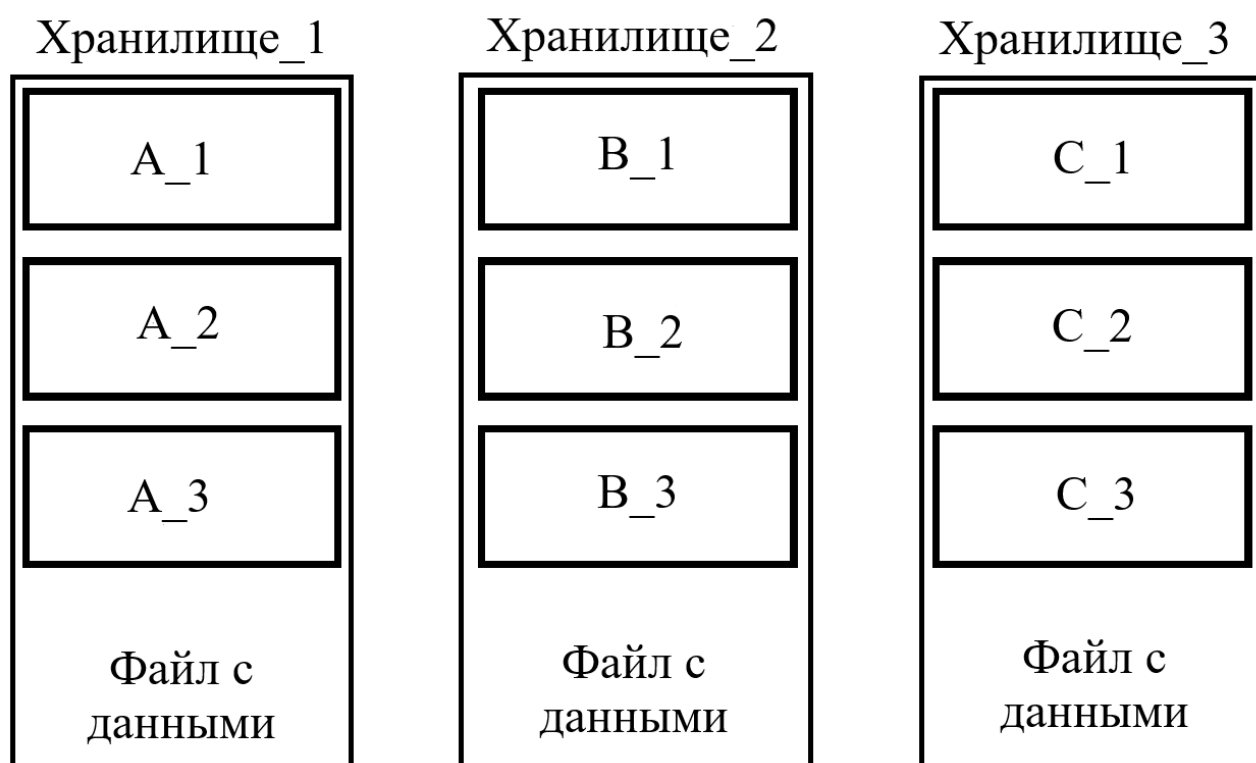 Хранилище_1
Хранилище_2
Хранилище_3
A_1
B_1
C_1
A_2
B_2
C_2
A_3
B_3
C_3
Файл с
данными
Файл с
данными
Файл с
данными